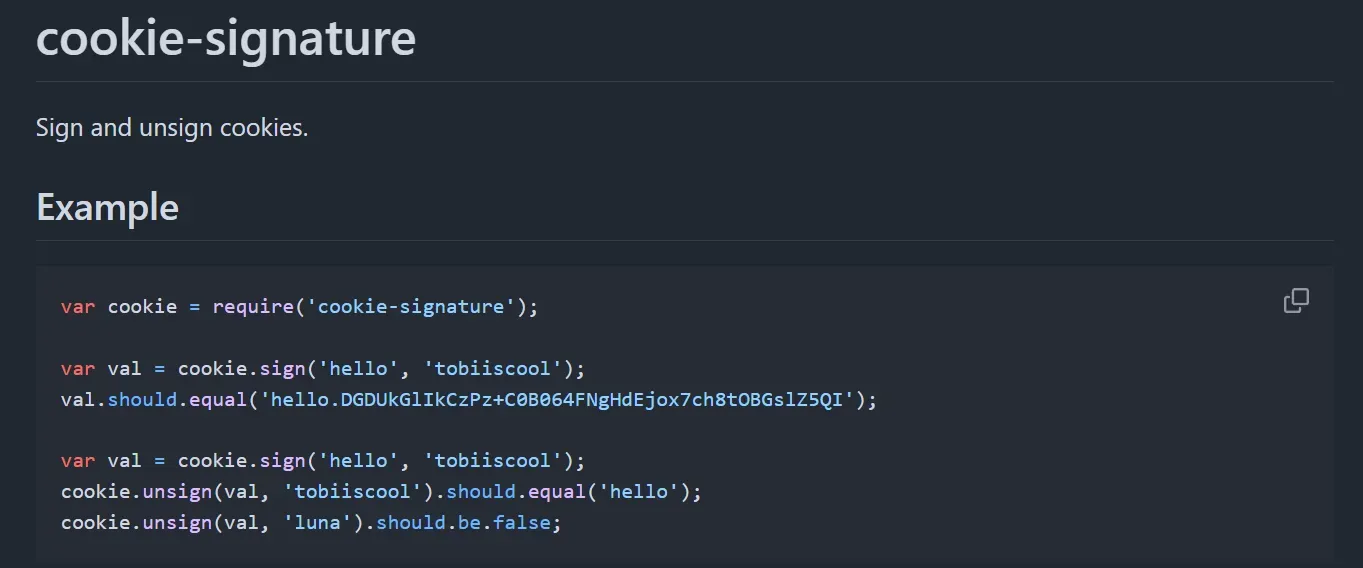 cookie-signature
Sign and unsign cookies.
Example
var cookie = require('cookie-signature');
var val = cookie.sign('hello', 'tobiiscool');
val.should.equal('hello.DGDUkGlIkCzPz+C0B064FNgHdEjox7ch8tOBGslZ5QI');
var val = cookie.sign('hello', 'tobiiscool');
cookie.unsign(val, 'tobiiscool').should.equal('hello');
cookie.unsign(val, 'luna').should.be.false;